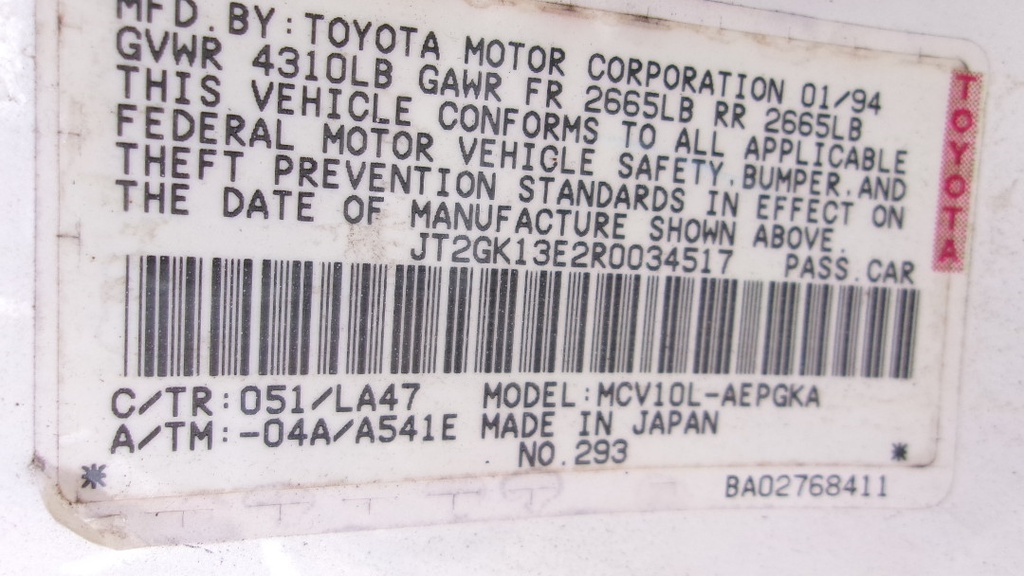 MFD. BY: TOYOTA MOTOR CORPORATION 01/94
GVWR 4310LB GAWR FR 2665LB RR 2665LB
THIS VEHICLE CONFORMS TO ALL APPLICABLE
FEDERAL MOTOR VEHICLE SAFETY, BUMPER, AND
THEFT PREVENTION STANDARDS IN EFFECT ON
THE DATE OF MANUFACTURE SHOWN ABOVE.
JT2GK13E2R0034517 PASS. CAR
C/TR: 051/LA47 MODEL: MCV10L-AEPGKA
A/TM: -04A/A541E MADE IN JAPAN
NO. 293
* *
BA02768411
TOYOTA